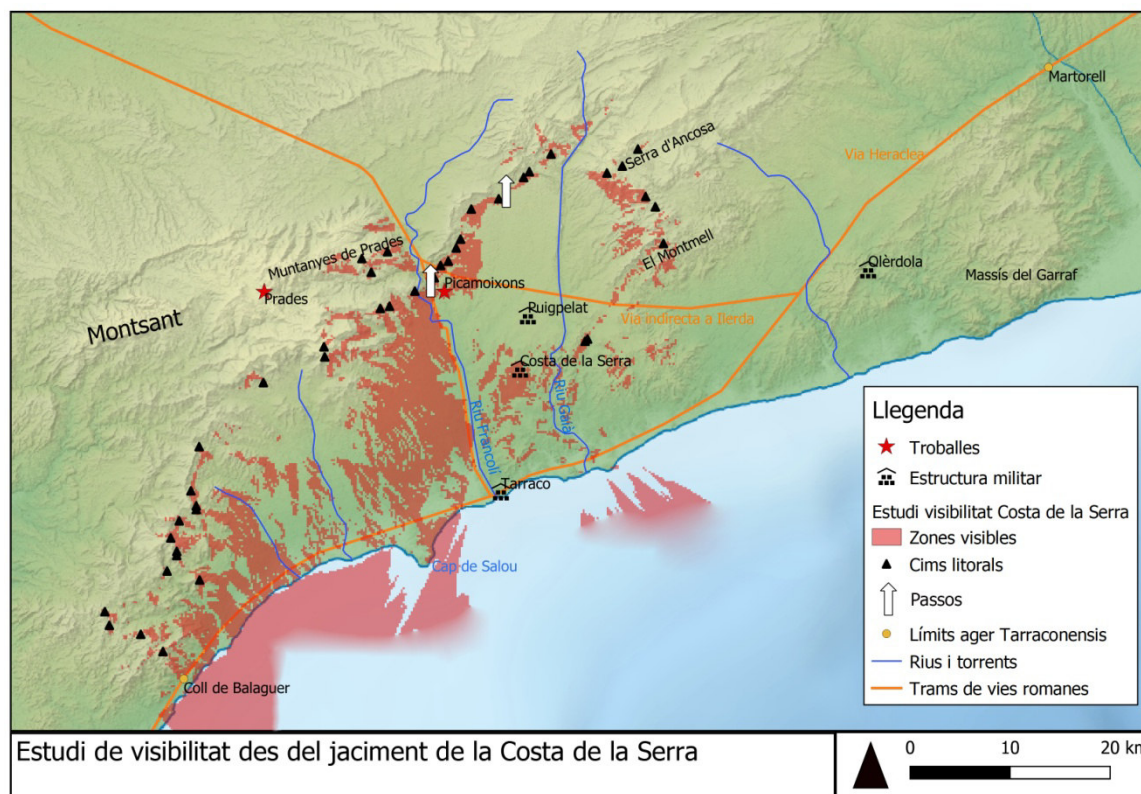 Martorell
Serra d'Ancosa
Via Heraclea
Muntanyes de Prades
El Montmell
Olèrdola
Massís del Garraf
Picamoixons
Prades
Puigpelat
Montsant
Via indirecta a Ilerda
Costa de la Serra
Riu Francolí
Riu Gaià
Tarraco
Cap de Salou
Coll de Balaguer
Llegenda
Troballes
Estructura militar
Estudi visibilitat Costa de la Serra
Zones visibles
Cims litorals
Passos
Límits ager Tarraconensis
Rius i torrents
Trams de vies romanes
Estudi de visibilitat des del jaciment de la Costa de la Serra
0 10 20 km